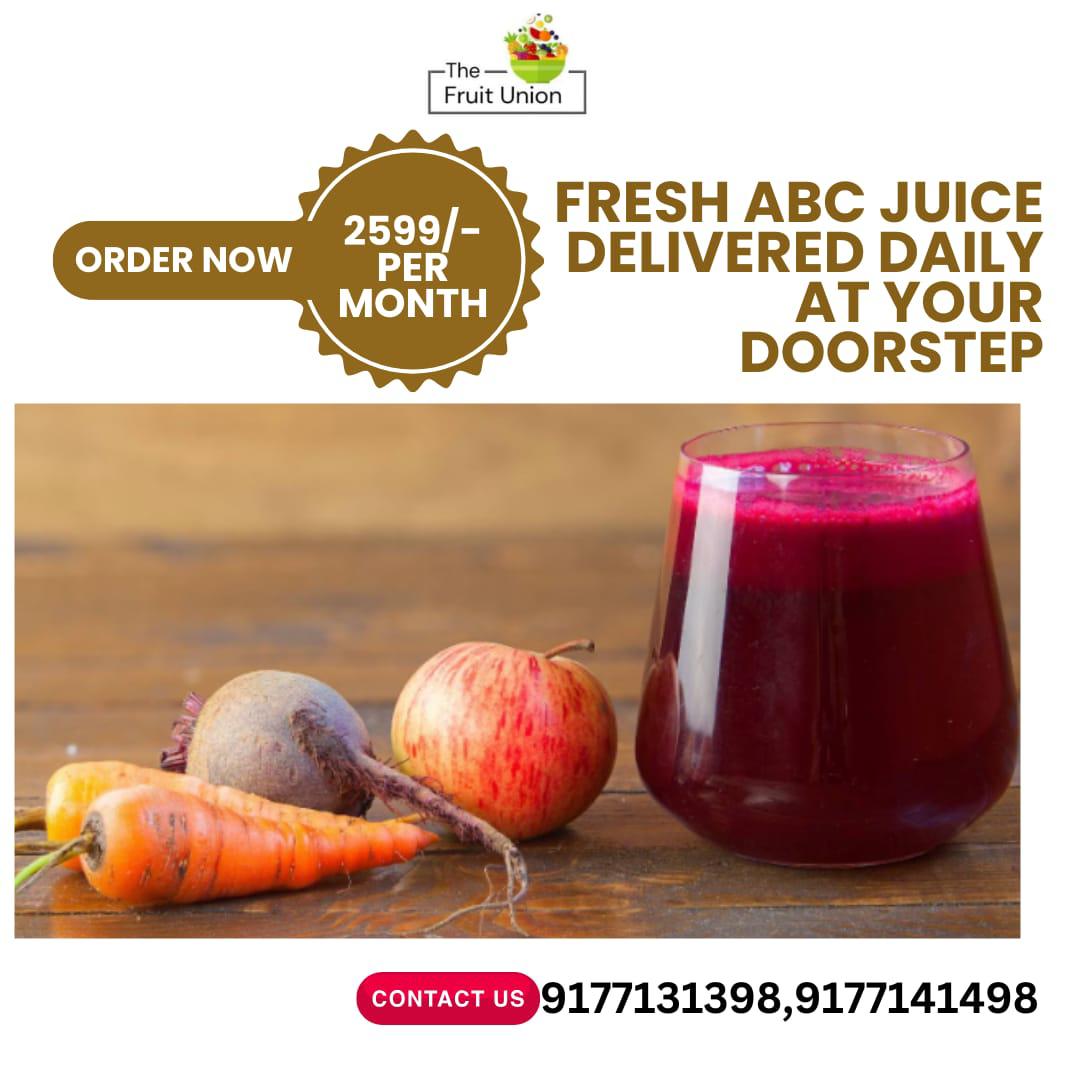 The
Fruit Union
ORDER NOW
2599/-
PER
MONTH
FRESH ABC JUICE
DELIVERED DAILY
AT YOUR
DOORSTEP
CONTACT US 9177131398,9177141498